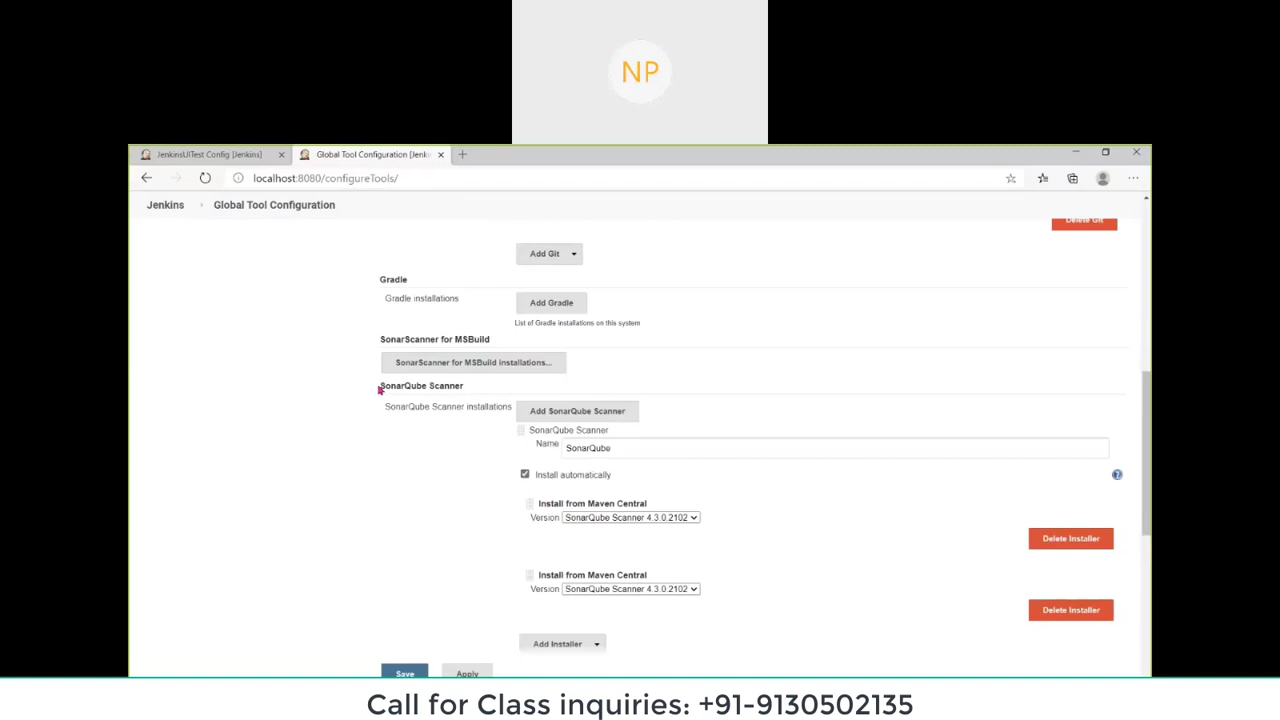 NP
JenkinsUITest Config [Jenkins]
Global Tool Configuration [Jenk
localhost:8080/configureTools/
Jenkins › Global Tool Configuration
Delete Git
Add Git
Gradle
Gradle installations
Add Gradle
List of Gradle installations on this system
SonarScanner for MSBuild
SonarScanner for MSBuild installations...
SonarQube Scanner
SonarQube Scanner installations
Add SonarQube Scanner
SonarQube Scanner
Name SonarQube
Install automatically
Install from Maven Central
Version SonarQube Scanner 4.3.0.2102
Delete Installer
Install from Maven Central
Version SonarQube Scanner 4.3.0.2102
Delete Installer
Add Installer
Save Apply
Call for Class inquiries: +91-9130502135